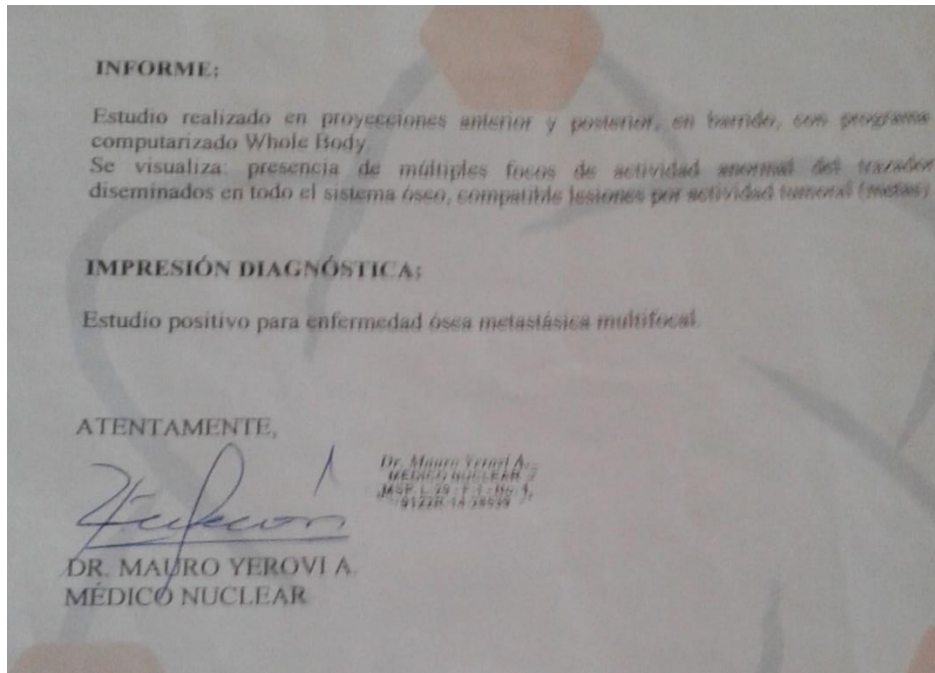 INFORME:
Estudio realizado en proyecciones anterior y posterior, en barrido, con programa
computarizado Whole Body.
Se visualiza: presencia de múltiples focos de actividad anormal del trazador
diseminados en todo el sistema óseo, compatible lesiones por actividad tumoral (metas)
IMPRESIÓN DIAGNÓSTICA:
Estudio positivo para enfermedad ósea metastásica multifocal.
ATENTAMENTE,
Dr. Mauro Yerovi A.
MEDICO NUCLEAR
DR. MAURO YEROVI A.
MÉDICO NUCLEAR